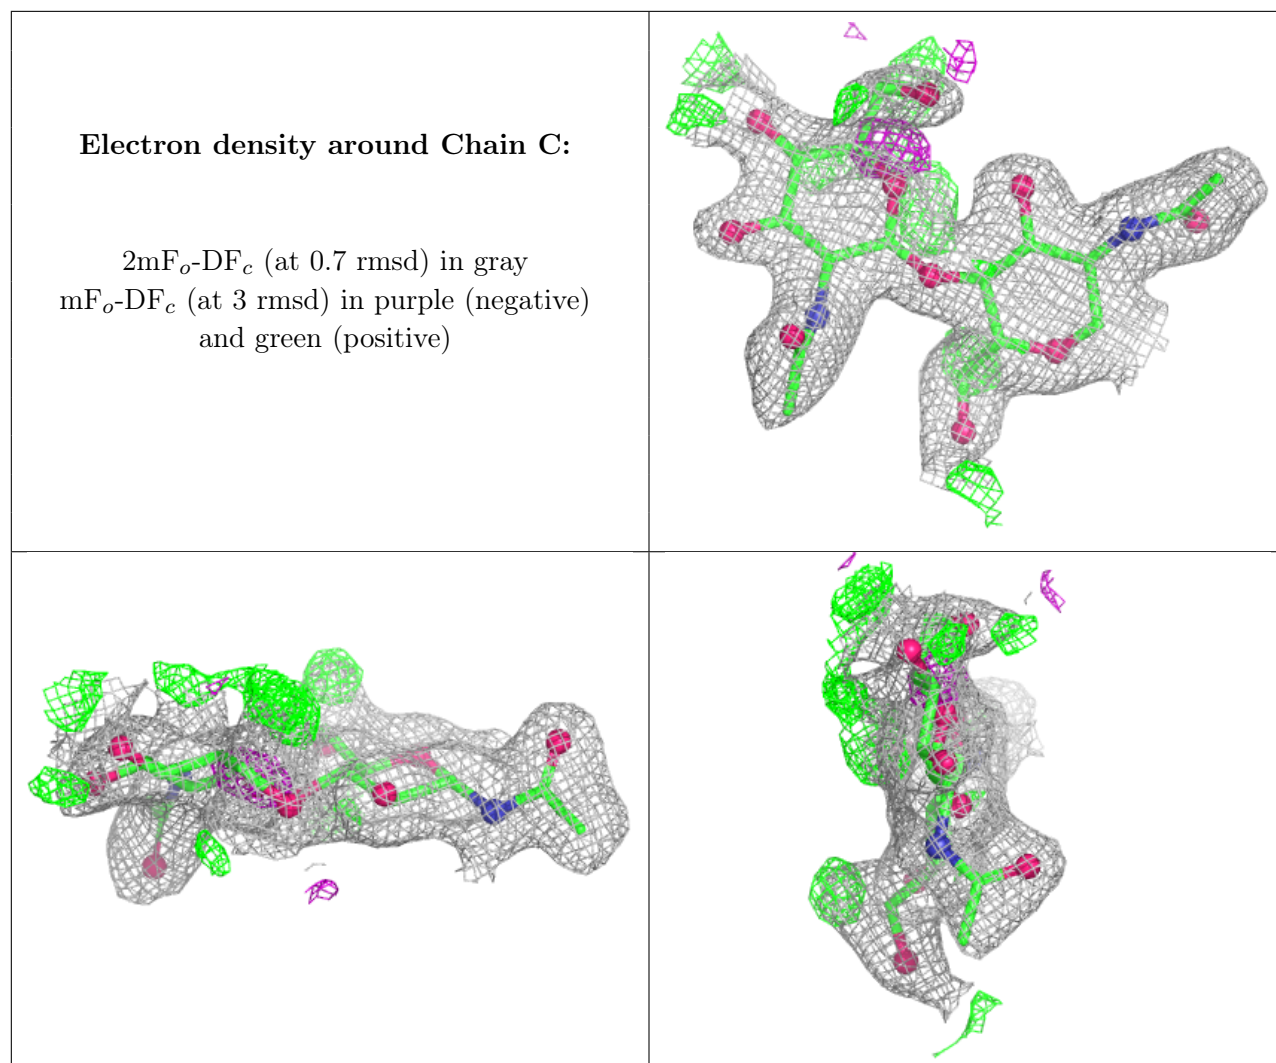 Electron density around Chain C:
2mFₒ-DF𝒸 (at 0.7 rmsd) in gray
mFₒ-DF𝒸 (at 3 rmsd) in purple (negative)
and green (positive)